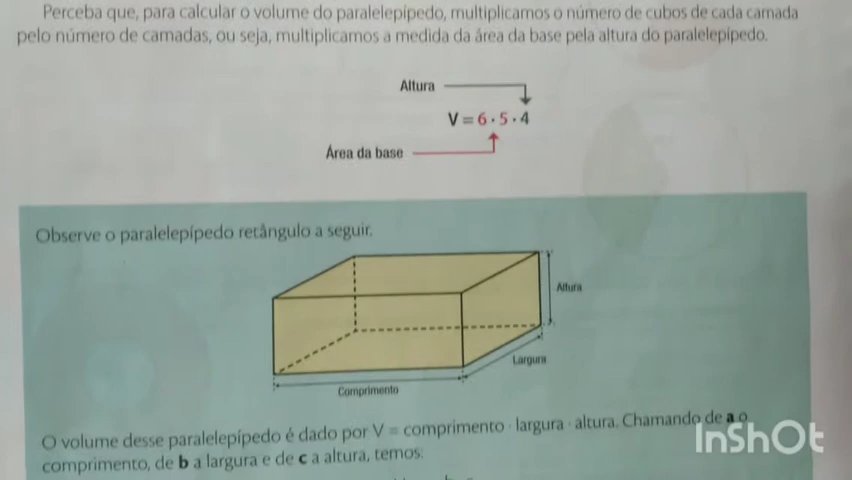 Perceba que, para calcular o volume do paralelepípedo, multiplicamos o número de cubos de cada camada
pelo número de camadas, ou seja, multiplicamos a medida da área da base pela altura do paralelepípedo.
Altura
V = 6 · 5 · 4
Área da base
Observe o paralelepípedo retângulo a seguir.
Altura
Largura
Comprimento
O volume desse paralelepípedo é dado por V = comprimento · largura · altura. Chamando de a o
comprimento, de b a largura e de c a altura, temos:
InShOt